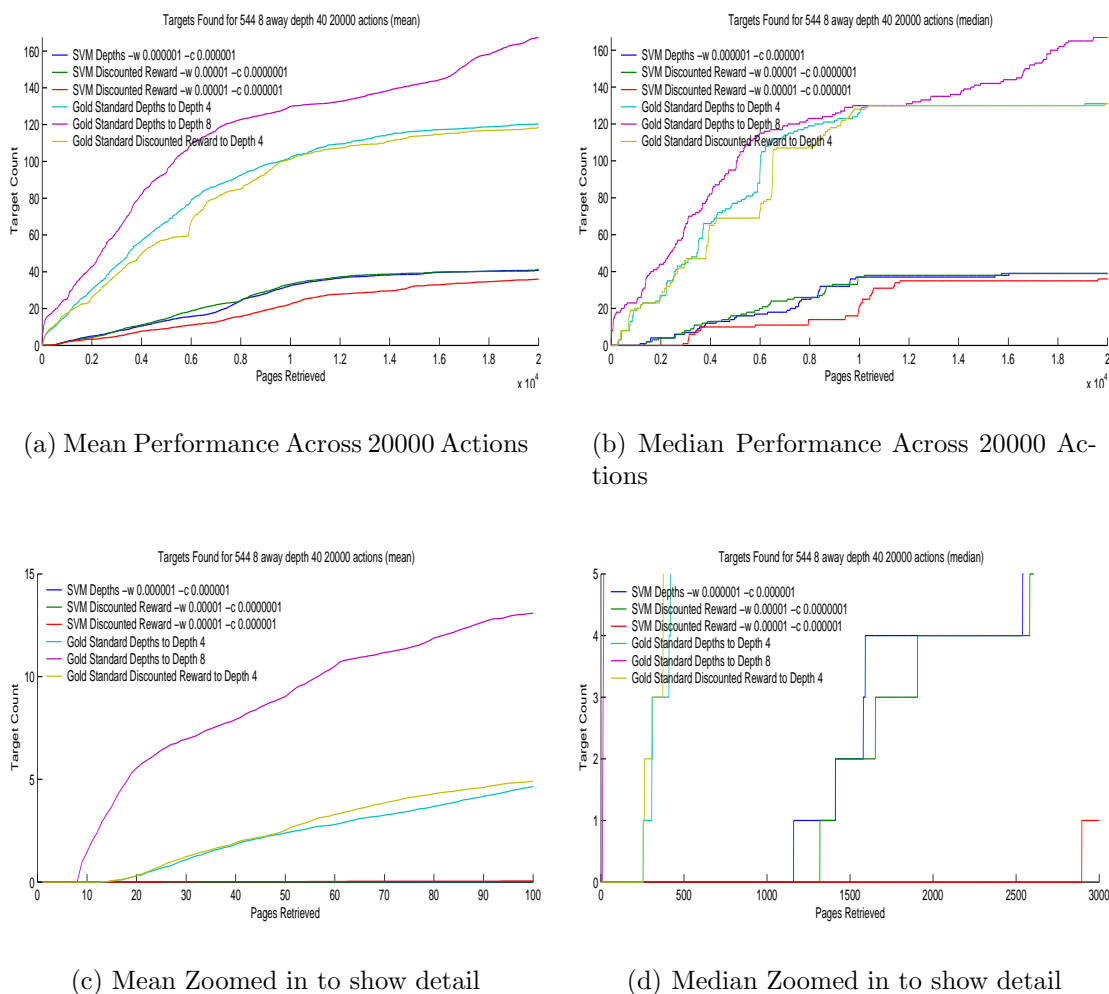 Targets Found for 544 8 away depth 40 20000 actions (mean)
160
140
120
100
80
60
40
20
0
Target Count
SVM Depths −w 0.000001 −c 0.000001
SVM Discounted Reward −w 0.00001 −c 0.0000001
SVM Discounted Reward −w 0.00001 −c 0.000001
Gold Standard Depths to Depth 4
Gold Standard Depths to Depth 8
Gold Standard Discounted Reward to Depth 4
0 0.2 0.4 0.6 0.8 1 1.2 1.4 1.6 1.8 2
Pages Retrieved
x 10^4
(a) Mean Performance Across 20000 Actions
Targets Found for 544 8 away depth 40 20000 actions (median)
160
140
120
100
80
60
40
20
0
Target Count
SVM Depths −w 0.000001 −c 0.000001
SVM Discounted Reward −w 0.00001 −c 0.0000001
SVM Discounted Reward −w 0.00001 −c 0.000001
Gold Standard Depths to Depth 4
Gold Standard Depths to Depth 8
Gold Standard Discounted Reward to Depth 4
0 0.2 0.4 0.6 0.8 1 1.2 1.4 1.6 1.8 2
Pages Retrieved
x 10^4
(b) Median Performance Across 20000 Ac-
tions
Targets Found for 544 8 away depth 40 20000 actions (mean)
15
10
5
0
Target Count
SVM Depths −w 0.000001 −c 0.000001
SVM Discounted Reward −w 0.00001 −c 0.0000001
SVM Discounted Reward −w 0.00001 −c 0.000001
Gold Standard Depths to Depth 4
Gold Standard Depths to Depth 8
Gold Standard Discounted Reward to Depth 4
0 10 20 30 40 50 60 70 80 90 100
Pages Retrieved
(c) Mean Zoomed in to show detail
Targets Found for 544 8 away depth 40 20000 actions (median)
5
4
3
2
1
0
Target Count
SVM Depths −w 0.000001 −c 0.000001
SVM Discounted Reward −w 0.00001 −c 0.0000001
SVM Discounted Reward −w 0.00001 −c 0.000001
Gold Standard Depths to Depth 4
Gold Standard Depths to Depth 8
Gold Standard Discounted Reward to Depth 4
0 500 1000 1500 2000 2500 3000
Pages Retrieved
(d) Median Zoomed in to show detail